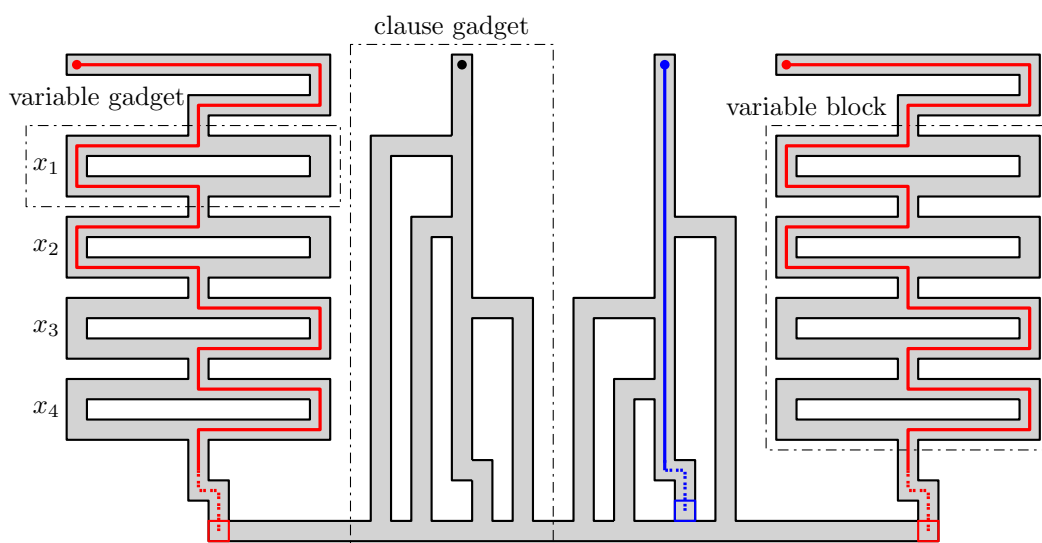 clause gadget
variable gadget
variable block
x₁
x₂
x₃
x₄